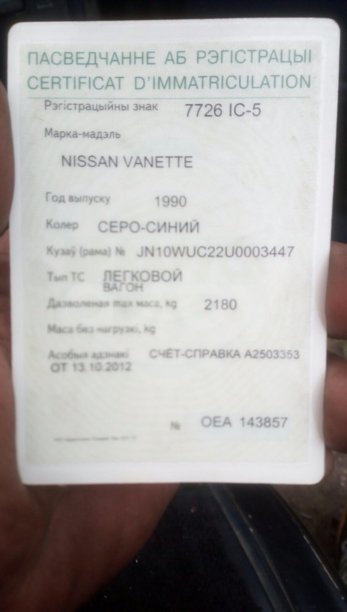 ПАСВЕДЧАННЕ АБ РЭГІСТРАЦЫІ
CERTIFICAT D'IMMATRICULATION
Рэгістрацыйны знак 7726 IC-5
Марка-мадэль
NISSAN VANETTE
Год выпуску 1990
Колер СЕРО-СИНИЙ
Кузаў (рама) № JN10WUC22U0003447
Тып ТС ЛЕГКОВОЙ
ВАГОН
Дазволеная max маса, kg 2180
Маса без нагрузкі, kg
Асобыя адзнакі СЧЁТ-СПРАВКА А2503353
ОТ 13.10.2012
№ OEA 143857